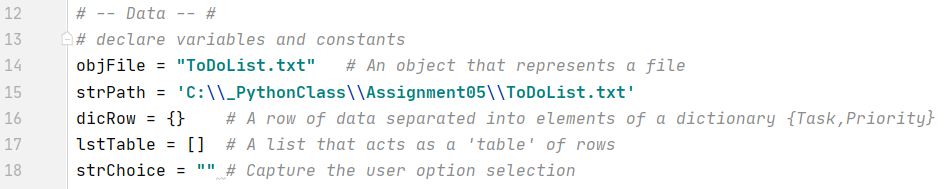 12 # -- Data -- #
13 # declare variables and constants
14 objFile = "ToDoList.txt"   # An object that represents a file
15 strPath = 'C:\\_PythonClass\\Assignment05\\ToDoList.txt'
16 dicRow = {}    # A row of data separated into elements of a dictionary {Task,Priority}
17 lstTable = []  # A list that acts as a 'table' of rows
18 strChoice = "" # Capture the user option selection